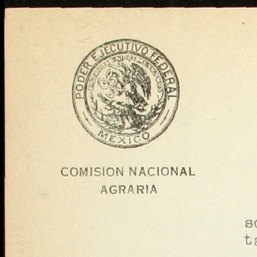 PODER EJECUTIVO FEDERAL
MEXICO
COMISION NACIONAL
AGRARIA